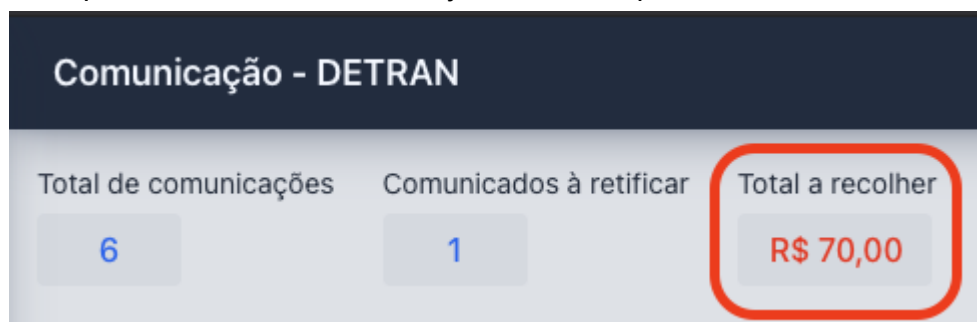 Comunicação - DETRAN
Total de comunicações Comunicados à retificar Total a recolher
6 1 R$ 70,00